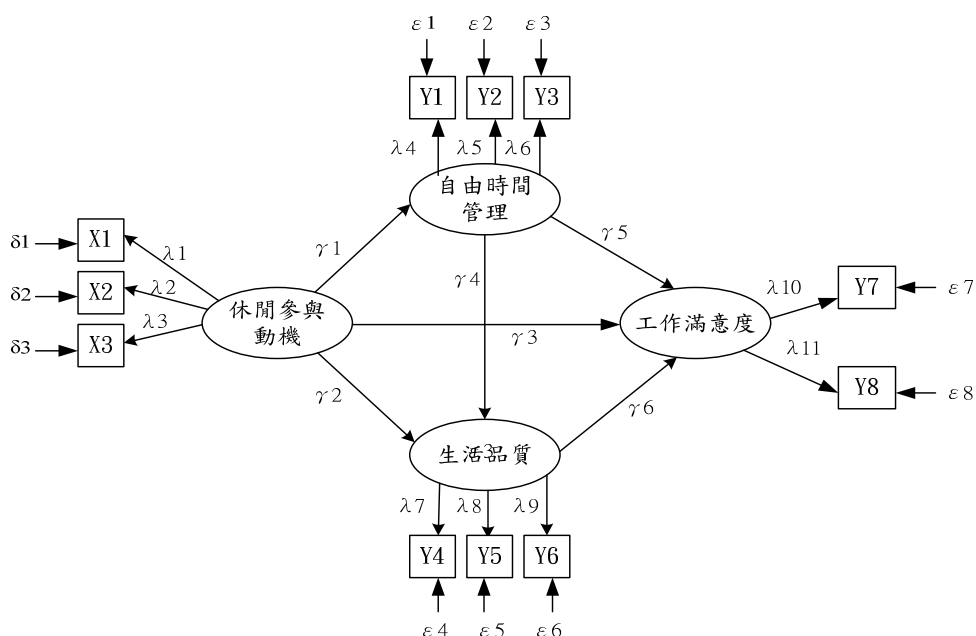 ε1 ε2 ε3
Y1 Y2 Y3
λ4 λ5 λ6
自由時間
管理
δ1 X1 λ1
γ1 γ5
δ2 X2 λ2
γ4
λ10 Y7 ε7
休閒參與
動機
工作滿意度
δ3 X3 λ3
γ3
λ11
γ2
Y8 ε8
γ6
生活3品質
λ7 λ8 λ9
Y4 Y5 Y6
ε4 ε5 ε6